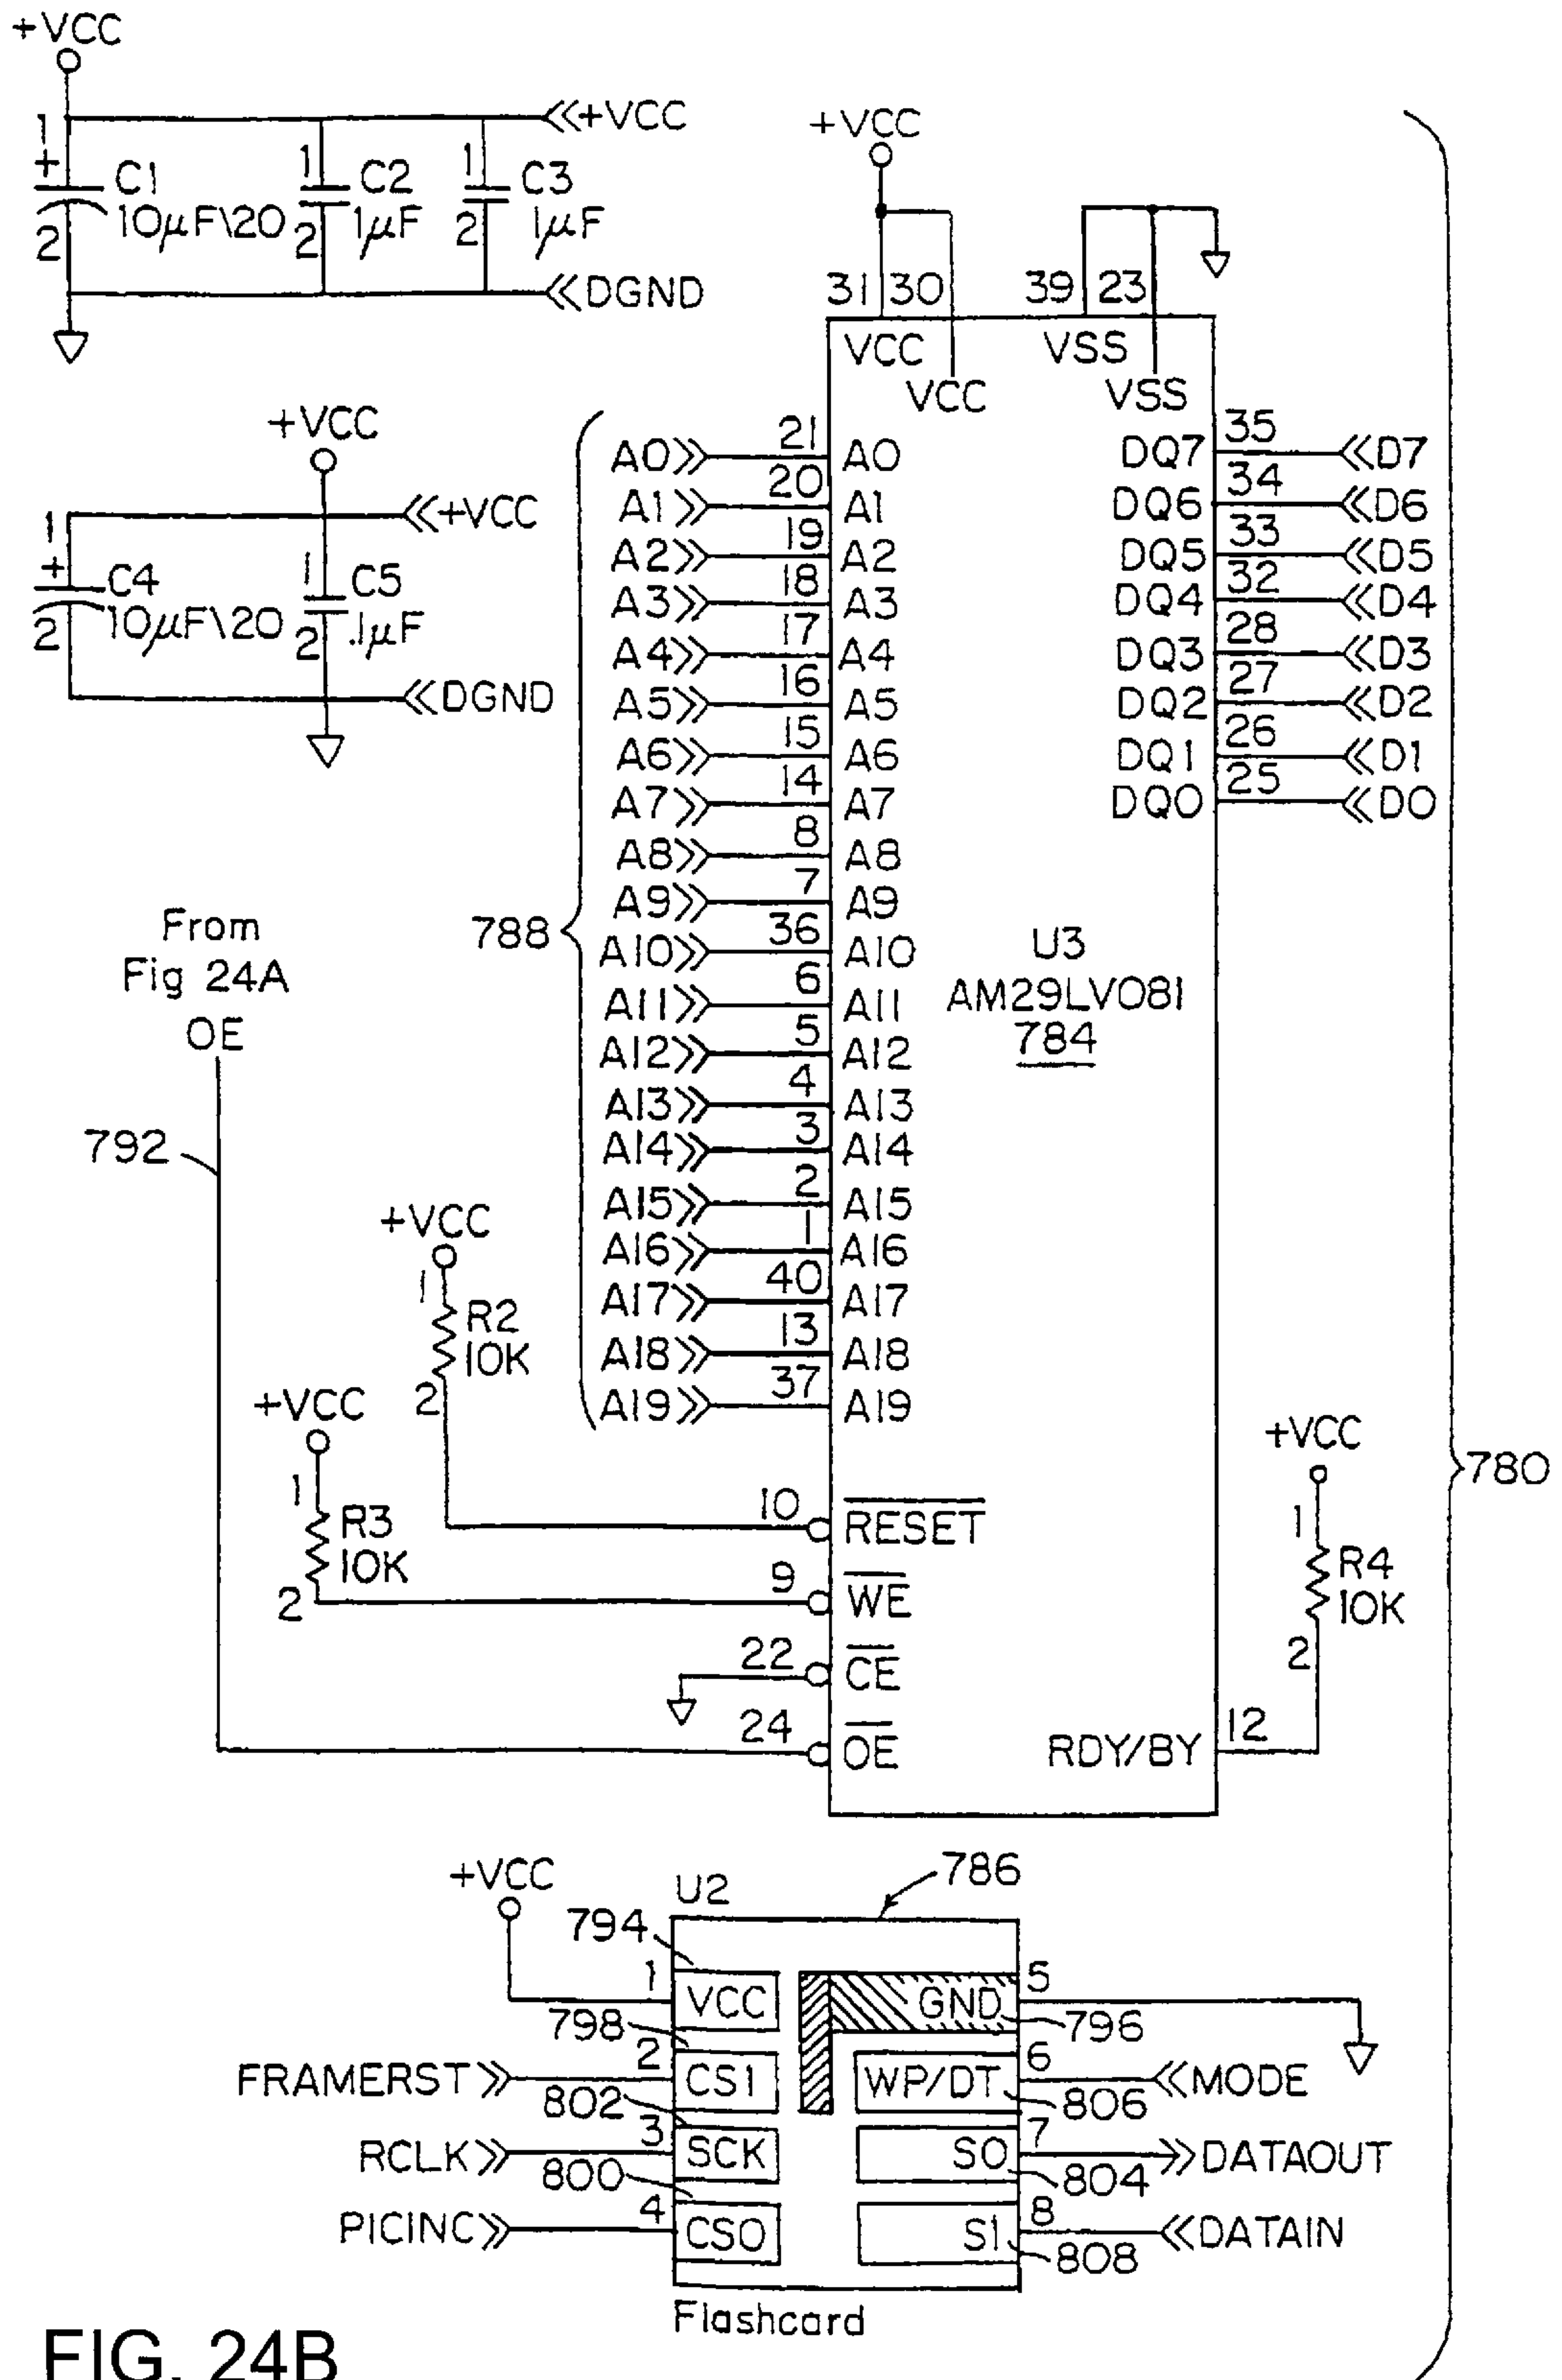 +VCC
1
+
C1
10µF\20
2
1
C2
1µF
2
1
C3
1µF
2
<<+VCC
<<DGND
+VCC
1
+
C4
10µF\20
2
1
C5
.1µF
2
<<+VCC
<<DGND
+VCC
31 30 39 23
VCC VSS
VCC VSS
A0>> 21 A0
A1>> 20 A1
A2>> 19 A2
A3>> 18 A3
A4>> 17 A4
A5>> 16 A5
A6>> 15 A6
A7>> 14 A7
A8>> 8 A8
A9>> 7 A9
A10>> 36 A10
A11>> 6 A11
A12>> 5 A12
A13>> 4 A13
A14>> 3 A14
A15>> 2 A15
A16>> 1 A16
A17>> 40 A17
A18>> 13 A18
A19>> 37 A19
788
DQ7 35 <<D7
DQ6 34 <<D6
DQ5 33 <<D5
DQ4 32 <<D4
DQ3 28 <<D3
DQ2 27 <<D2
DQ1 26 <<D1
DQ0 25 <<D0
U3
AM29LV081
784
From
Fig 24A
OE
792
+VCC
1
R2
10K
2
+VCC
1
R3
10K
2
10 RESET
9 WE
22 CE
24 OE
RDY/BY 12
+VCC
1
R4
10K
2
780
+VCC
U2
786
794
1 VCC
798
FRAMERST>> 2 CS1
802
RCLK>> 3 SCK
800
PICINC>> 4 CSO
GND 5
796
WP/DT 6 <<MODE
806
SO 7 >>DATAOUT
804
S1 8 <<DATAIN
808
Flashcard
FIG. 24B